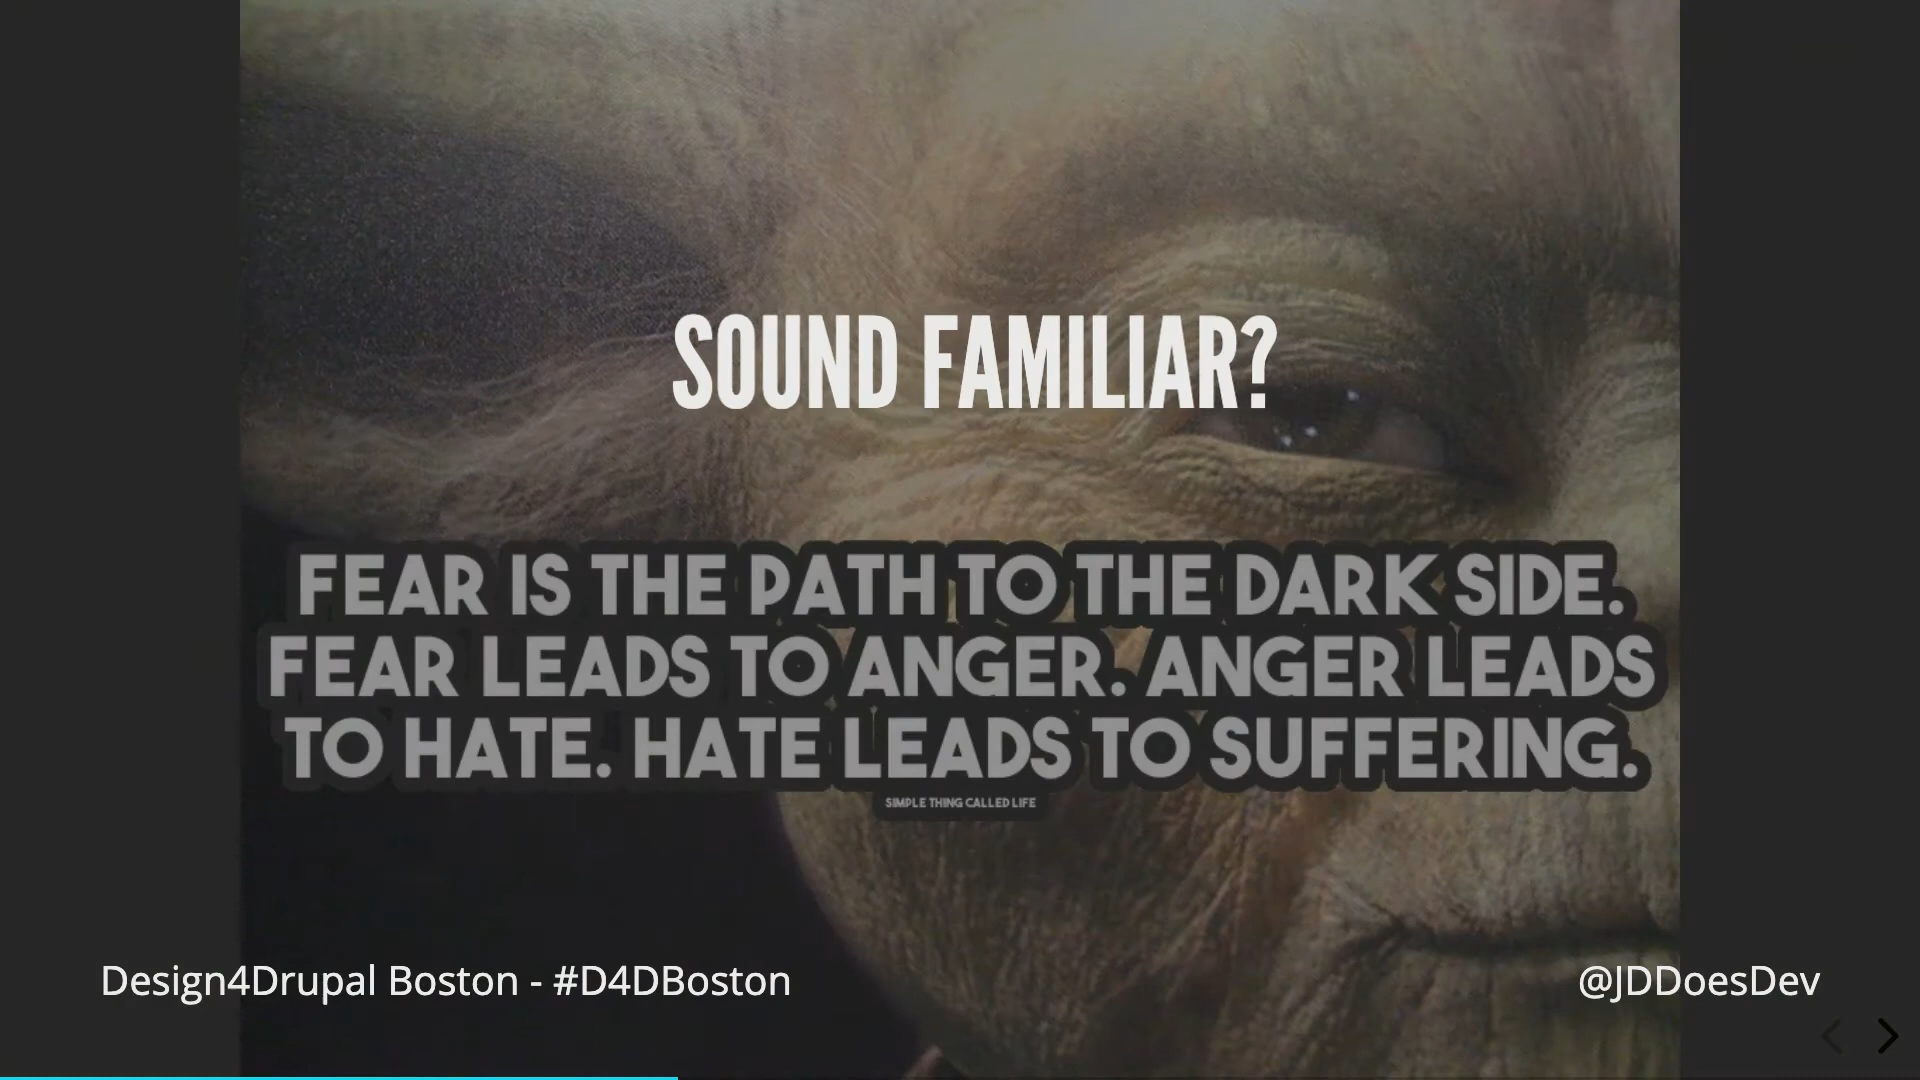 SOUND FAMILIAR?
FEAR IS THE PATH TO THE DARK SIDE.
FEAR LEADS TO ANGER. ANGER LEADS
TO HATE. HATE LEADS TO SUFFERING.
SIMPLE THING CALLED LIFE
Design4Drupal Boston - #D4DBoston
@JDDoesDev